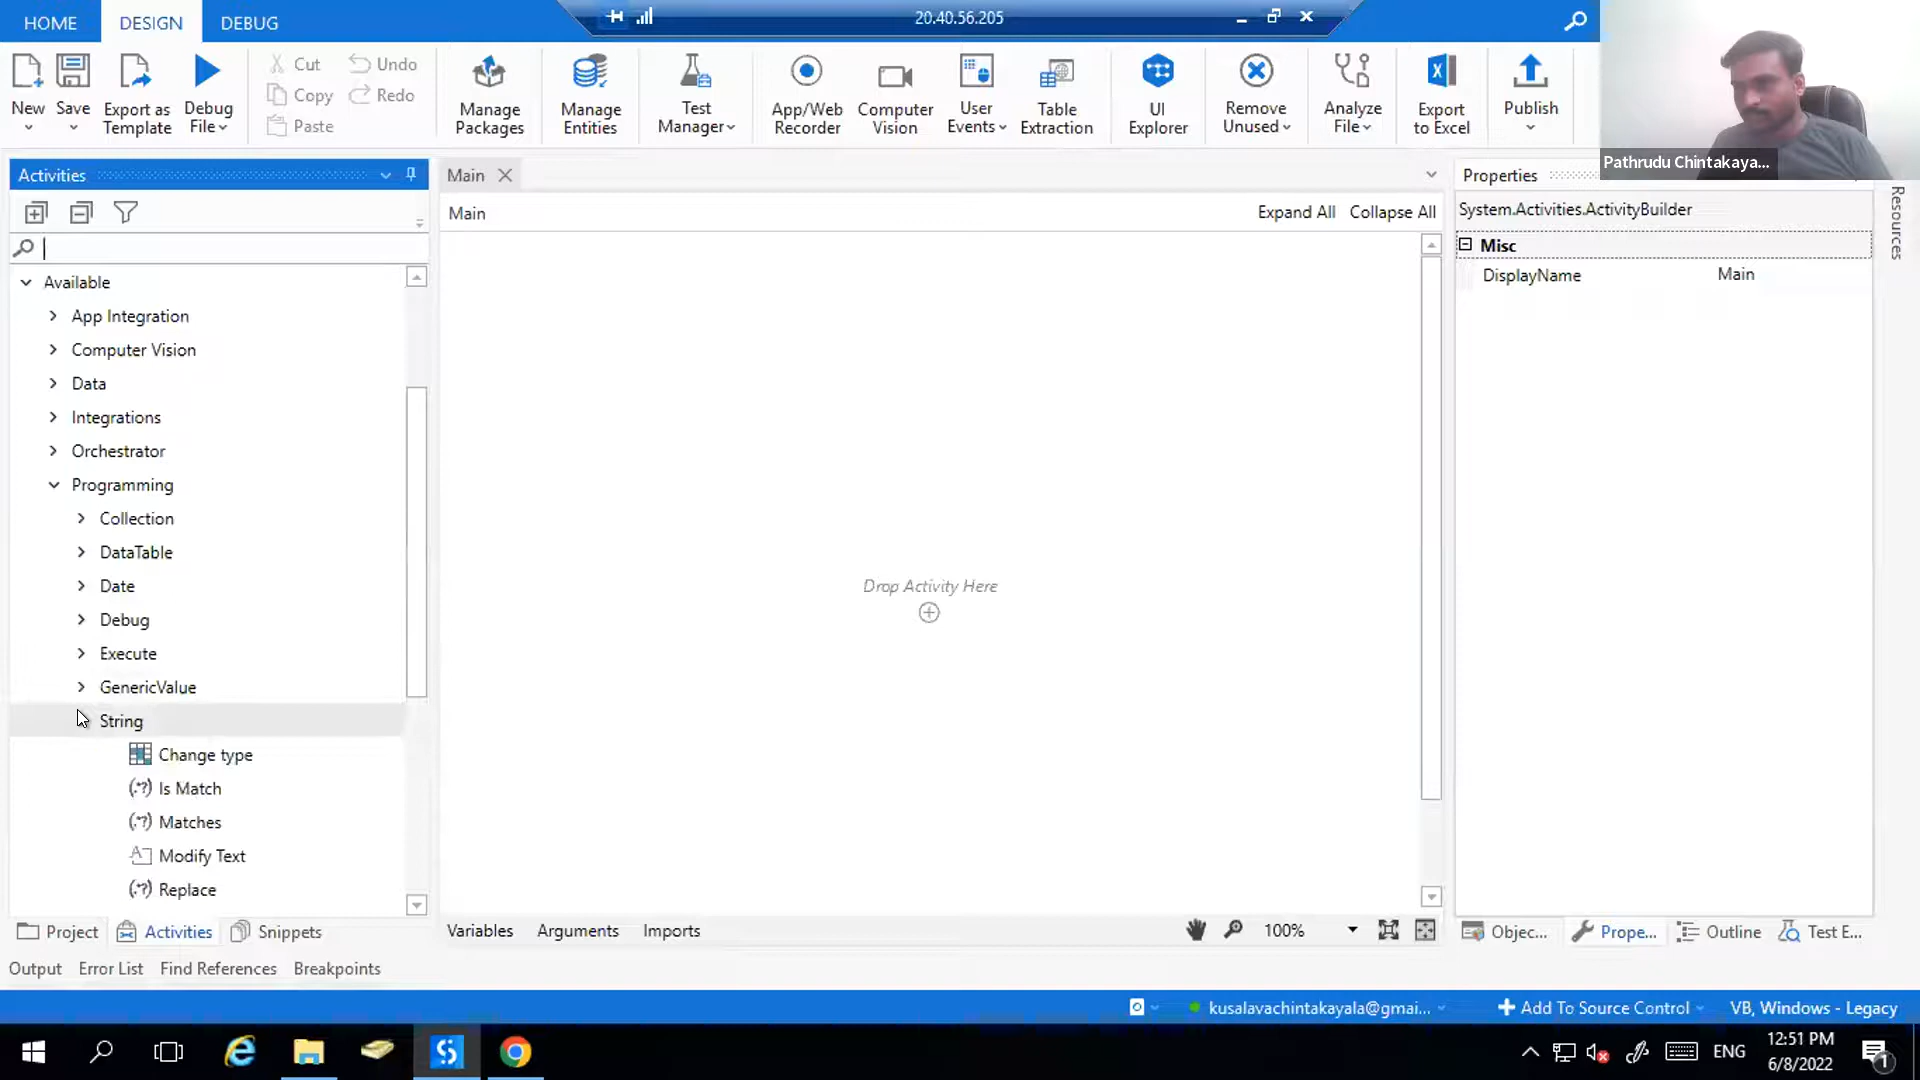 HOME DESIGN DEBUG
20.40.56.205
New
Save
Export as
Template
Debug
File
Cut
Copy
Paste
Undo
Redo
Manage
Packages
Manage
Entities
Test
Manager
App/Web
Recorder
Computer
Vision
User
Events
Table
Extraction
UI
Explorer
Remove
Unused
Analyze
File
Export
to Excel
Publish
Pathrudu Chintakaya...
Activities
Available
App Integration
Computer Vision
Data
Integrations
Orchestrator
Programming
Collection
DataTable
Date
Debug
Execute
GenericValue
String
Change type
Is Match
Matches
Modify Text
Replace
Project Activities Snippets
Main
Main Expand All Collapse All
Drop Activity Here
Variables Arguments Imports 100%
Properties
System.Activities.ActivityBuilder
Misc
DisplayName Main
Resources
Objec... Prope... Outline Test E...
Output Error List Find References Breakpoints
kusalavachintakayala@gmai... Add To Source Control VB, Windows - Legacy
ENG
12:51 PM
6/8/2022
1